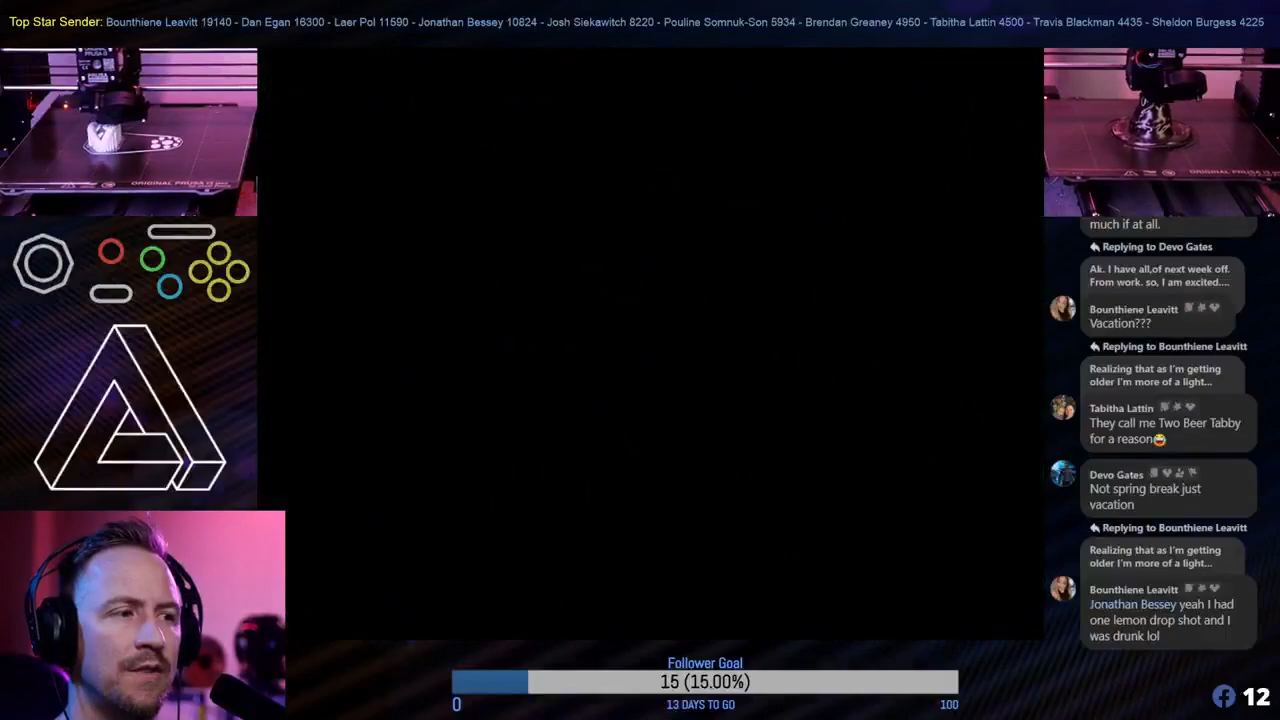 Top Star Sender: Bounthiene Leavitt 19140 - Dan Egan 16300 - Laer Pol 11590 - Jonathan Bessey 10824 - Josh Siekawitch 8220 - Pouline Somnuk-Son 5934 - Brendan Greaney 4950 - Tabitha Lattin 4500 - Travis Blackman 4435 - Sheldon Burgess 4225
ORIGINAL PRUSA i3
ORIGINAL PRUSA i3
much if at all.
Replying to Devo Gates
Ak. I have all,of next week off.
From work. so, I am excited....
Bounthiene Leavitt
Vacation???
Replying to Bounthiene Leavitt
Realizing that as I'm getting
older I'm more of a light...
Tabitha Lattin
They call me Two Beer Tabby
for a reason
Devo Gates
Not spring break just
vacation
Replying to Bounthiene Leavitt
Realizing that as I'm getting
older I'm more of a light...
Bounthiene Leavitt
Jonathan Bessey yeah I had
one lemon drop shot and I
was drunk lol
Follower Goal
15 (15.00%)
0
13 DAYS TO GO
100
12